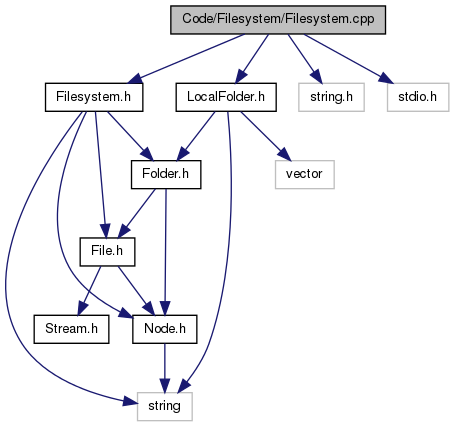 Code/Filesystem/Filesystem.cpp
Filesystem.h
LocalFolder.h
string.h
stdio.h
Folder.h
vector
File.h
Stream.h
Node.h
string